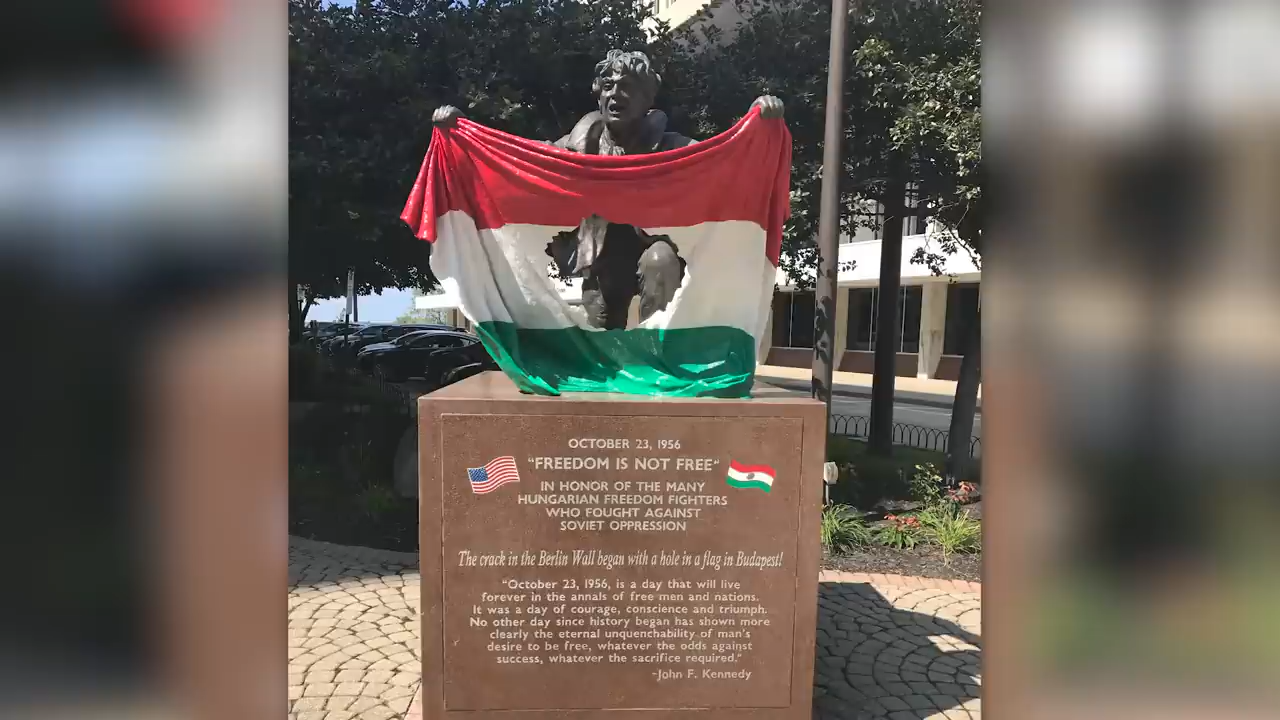 OCTOBER 23, 1956
"FREEDOM IS NOT FREE"
IN HONOR OF THE MANY
HUNGARIAN FREEDOM FIGHTERS
WHO FOUGHT AGAINST
SOVIET OPPRESSION
The crack in the Berlin Wall began with a hole in a flag in Budapest!
"October 23, 1956, is a day that will live
forever in the annals of free men and nations.
It was a day of courage, conscience and triumph.
No other day since history began has shown more
clearly the eternal unquenchability of man's
desire to be free, whatever the odds against
success, whatever the sacrifice required."
-John F. Kennedy